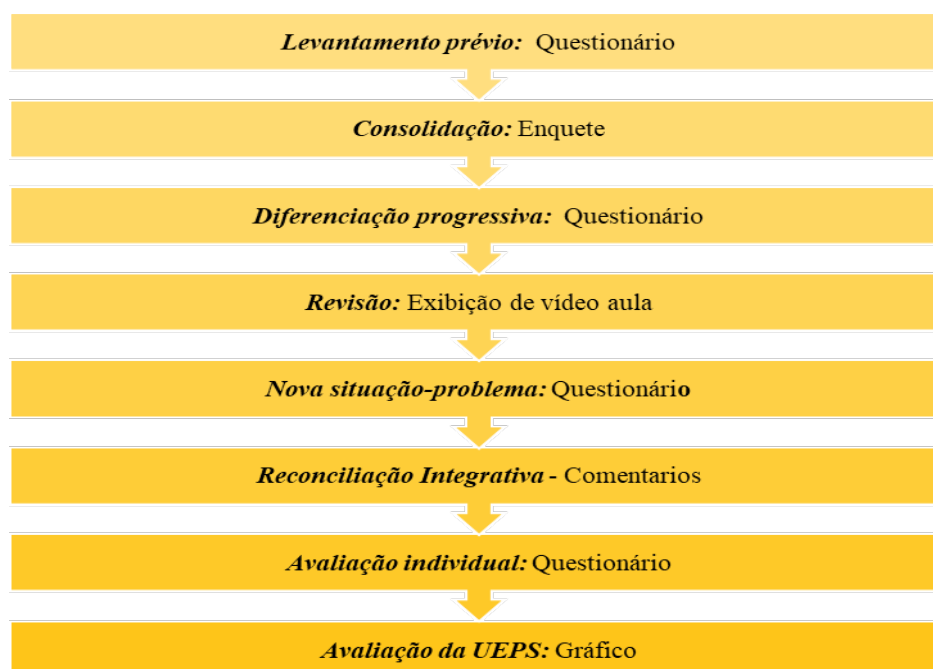 Levantamento prévio: Questionário
Consolidação: Enquete
Diferenciação progressiva: Questionário
Revisão: Exibição de vídeo aula
Nova situação-problema: Questionário
Reconciliação Integrativa - Comentarios
Avaliação individual: Questionário
Avaliação da UEPS: Gráfico